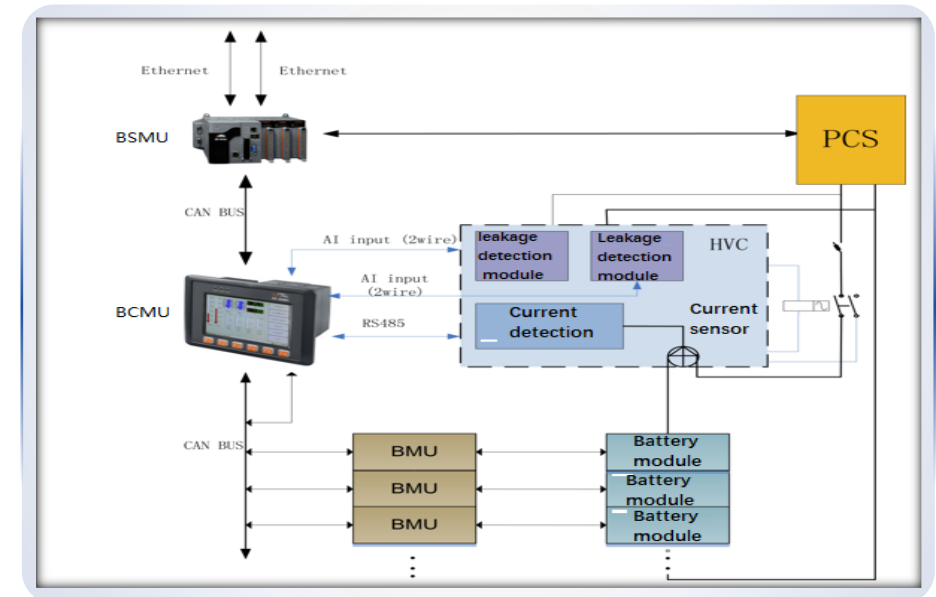 Ethernet
Ethernet
BSMU
PCS
CAN BUS
AI input (2wire)
leakage
detection
module
Leakage
detection
module
HVC
AI input
(2wire)
BCMU
RS485
Current
detection
Current
sensor
CAN BUS
BMU
Battery
module
BMU
Battery
module
BMU
Battery
module